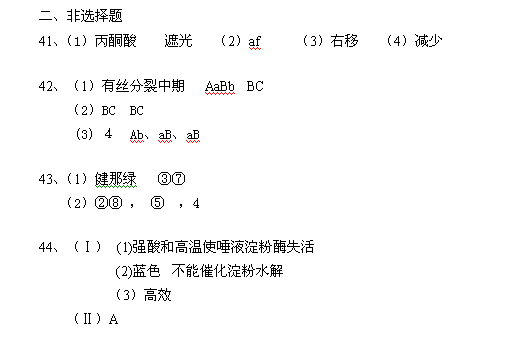 二、非选择题
41、（1）丙酮酸 遮光 （2）af （3）右移 （4）减少
42、（1）有丝分裂中期 AaBb BC
（2）BC BC
（3）4 Ab、aB、aB
43、（1）健那绿 ③⑦
（2）②⑧， ⑤ ，4
44、（Ⅰ） (1)强酸和高温使唾液淀粉酶失活
(2)蓝色 不能催化淀粉水解
（3）高效
（Ⅱ）A